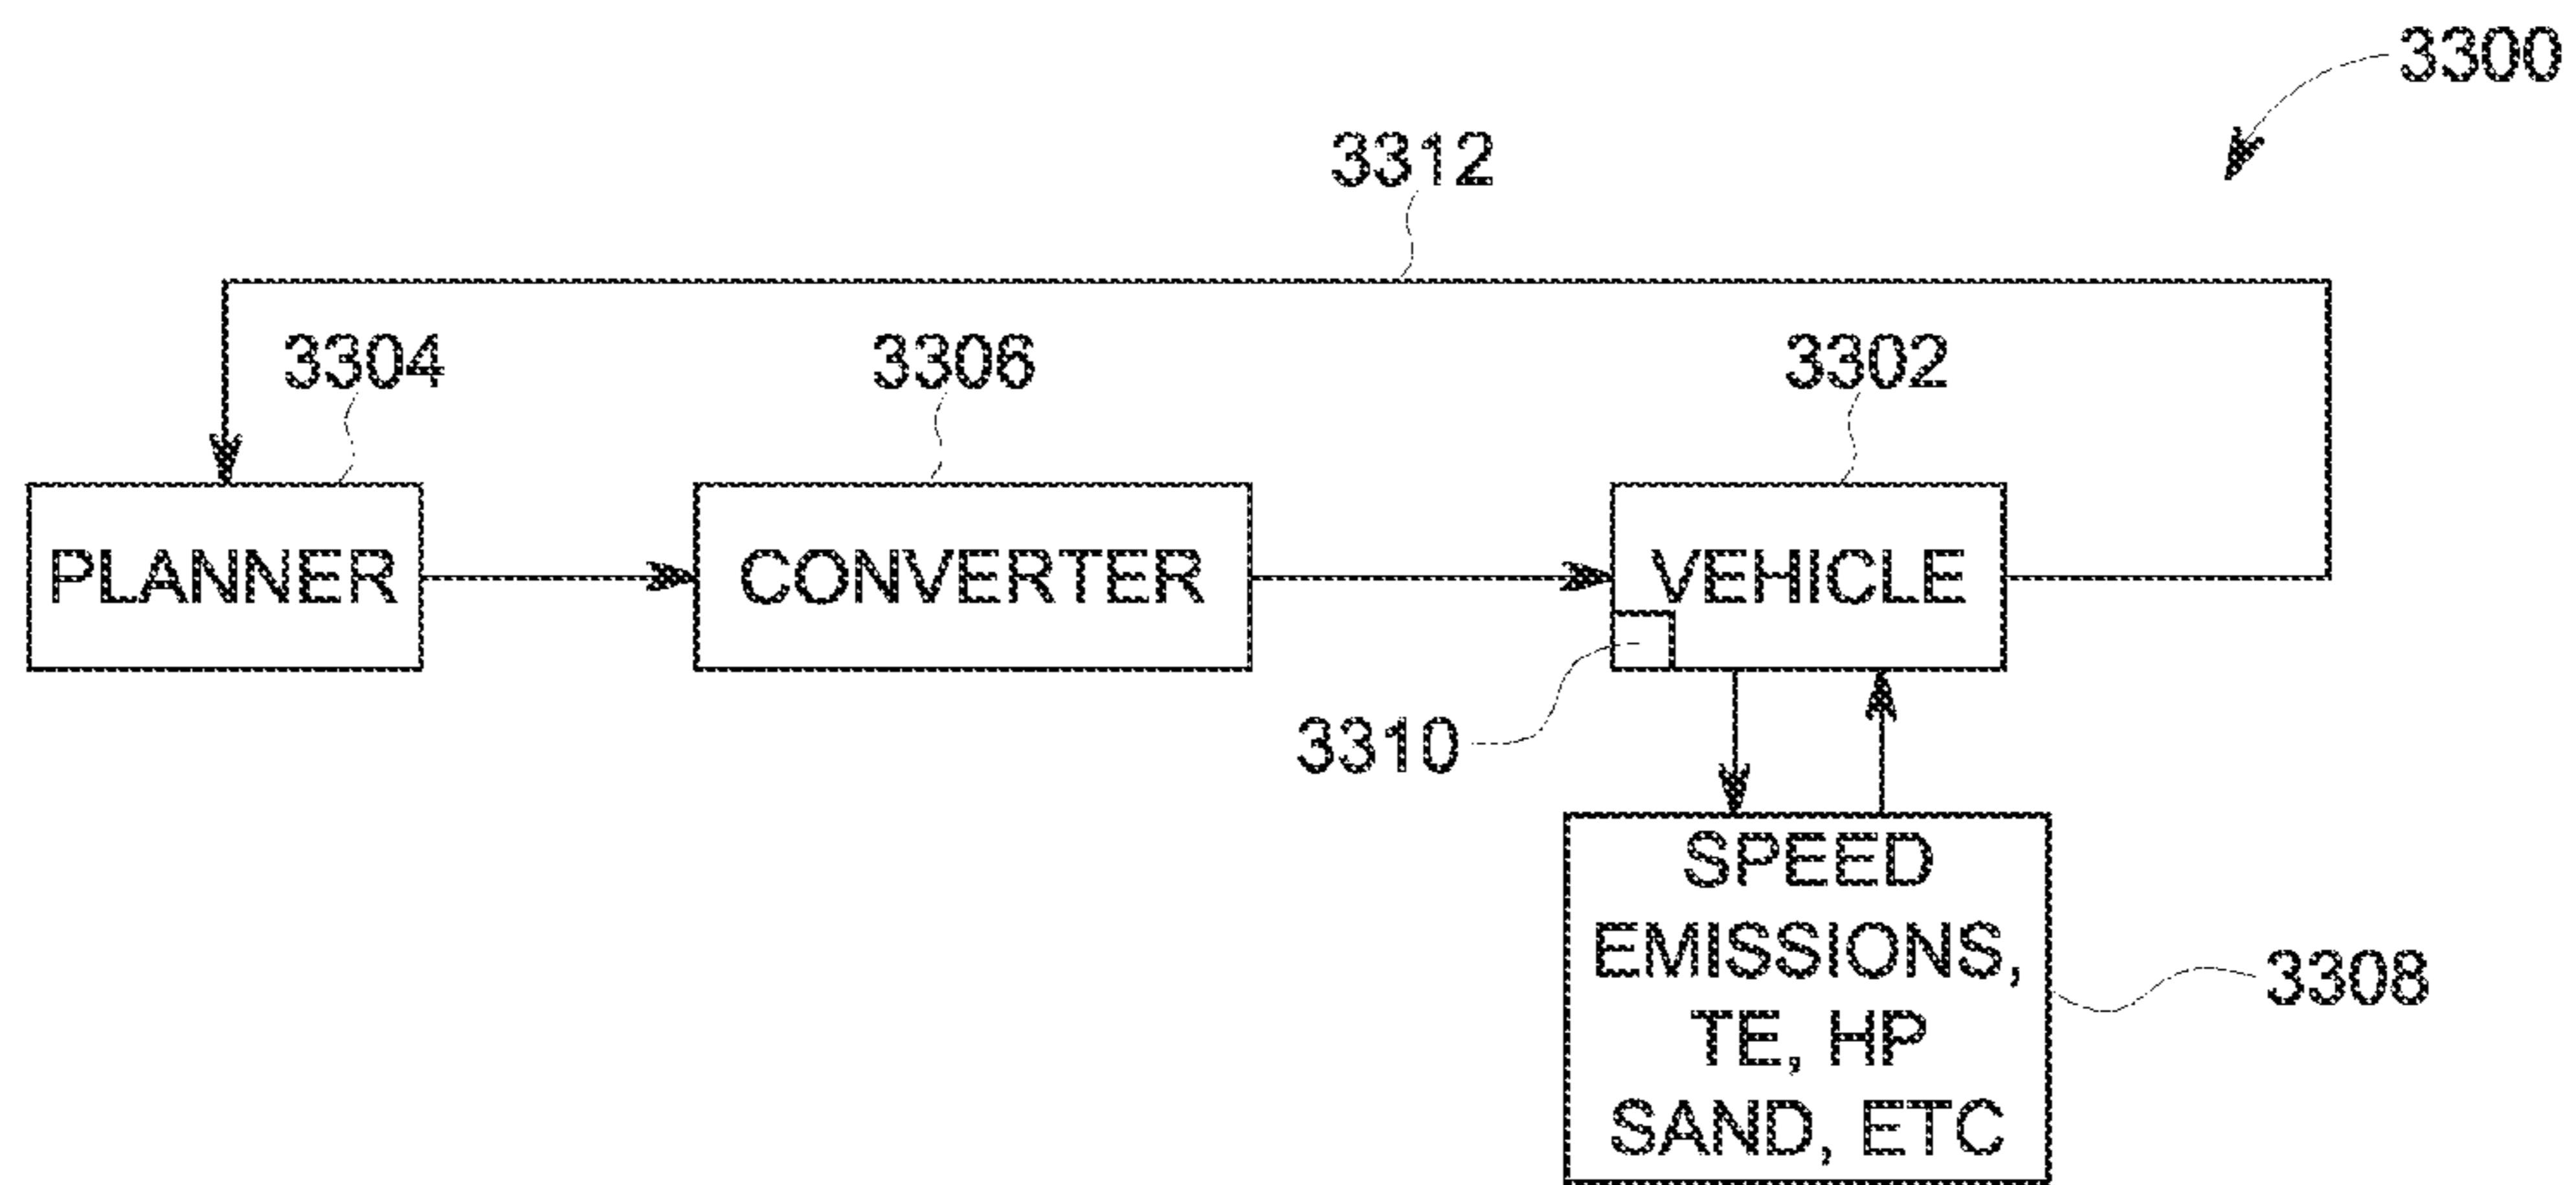 3300
3312
3304
3306
3302
PLANNER
CONVERTER
VEHICLE
3310
SPEED
EMISSIONS,
TE, HP
SAND, ETC
3308